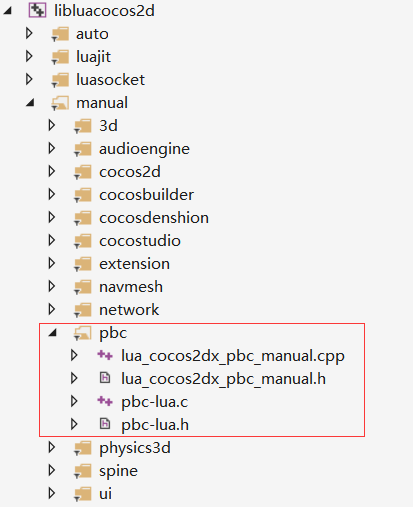 libluacocos2d
auto
luajit
luasocket
manual
3d
audioengine
cocos2d
cocosbuilder
cocosdenshion
cocostudio
extension
navmesh
network
pbc
lua_cocos2dx_pbc_manual.cpp
lua_cocos2dx_pbc_manual.h
pbc-lua.c
pbc-lua.h
physics3d
spine
ui